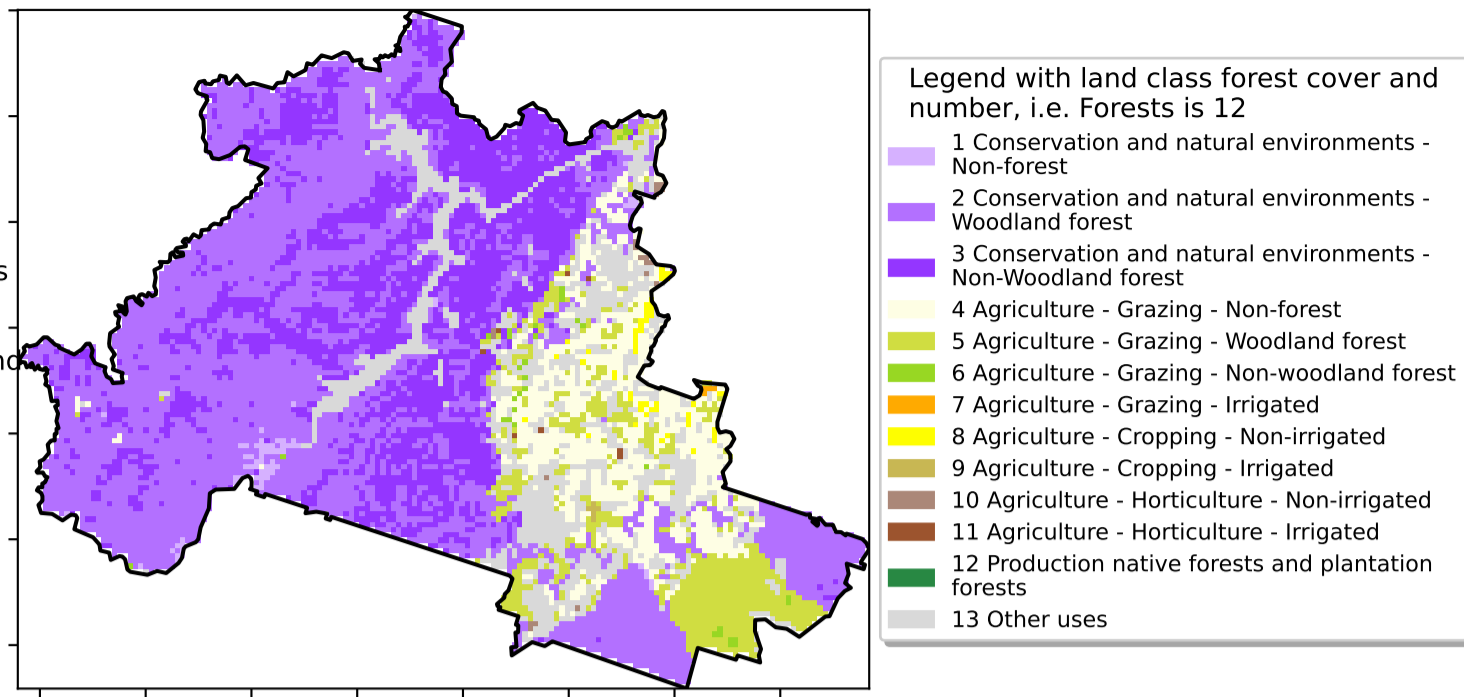 Legend with land class forest cover and
number, i.e. Forests is 12
1 Conservation and natural environments -
Non-forest
2 Conservation and natural environments -
Woodland forest
3 Conservation and natural environments -
Non-Woodland forest
4 Agriculture - Grazing - Non-forest
5 Agriculture - Grazing - Woodland forest
6 Agriculture - Grazing - Non-woodland forest
7 Agriculture - Grazing - Irrigated
8 Agriculture - Cropping - Non-irrigated
9 Agriculture - Cropping - Irrigated
10 Agriculture - Horticulture - Non-irrigated
11 Agriculture - Horticulture - Irrigated
12 Production native forests and plantation
forests
13 Other uses